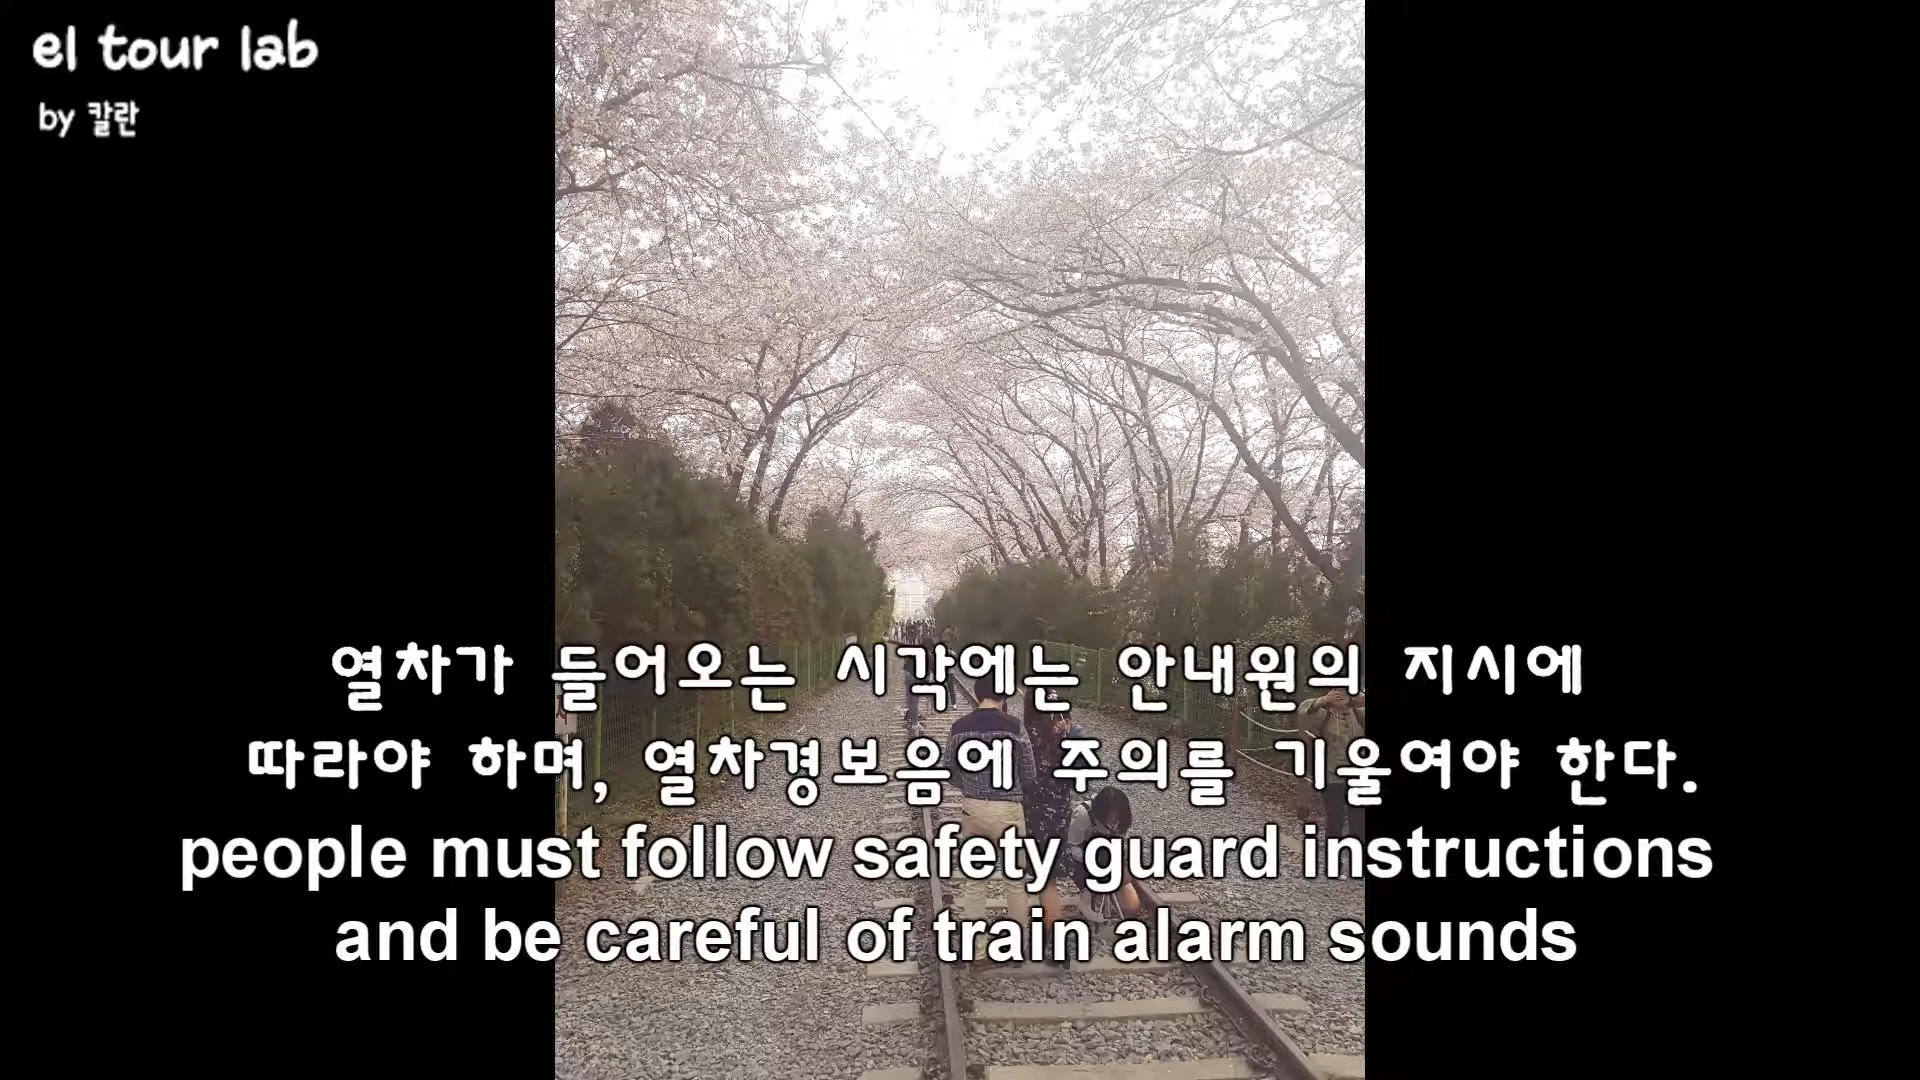 el tour lab
by 칼란
열차가 들어오는 시각에는 안내원의 지시에
따라야 하며, 열차경보음에 주의를 기울여야 한다.
people must follow safety guard instructions
and be careful of train alarm sounds